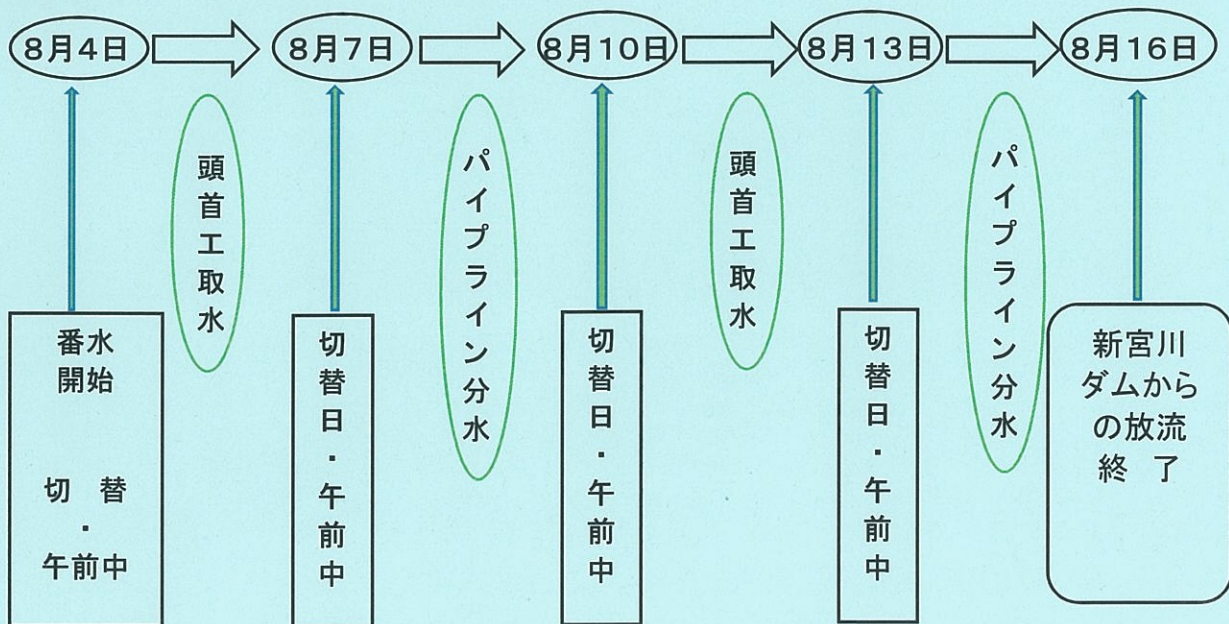 8月4日
8月7日
8月10日
8月13日
8月16日
頭首工取水
パイプライン分水
頭首工取水
パイプライン分水
番水
開始
切 替
・
午前中
切替日・午前中
切替日・午前中
切替日・午前中
新宮川
ダムから
の放流
終 了